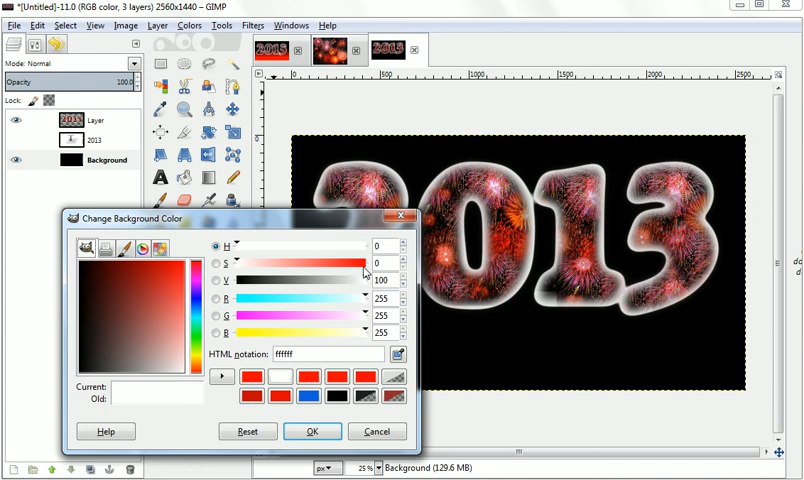 *[Untitled]-11.0 (RGB color, 3 layers) 2560x1440 – GIMP
File Edit Select View Image Layer Colors Tools Filters Windows Help
Mode: Normal
Opacity 100.0
Lock:
Layer
2013
Background
0 500 1000 1500 2000 2500
2013
Change Background Color
H 0
S 0
V 100
R 255
G 255
B 255
HTML notation: ffffff
Current:
Old:
Help Reset OK Cancel
px 25 % Background (129.6 MB)